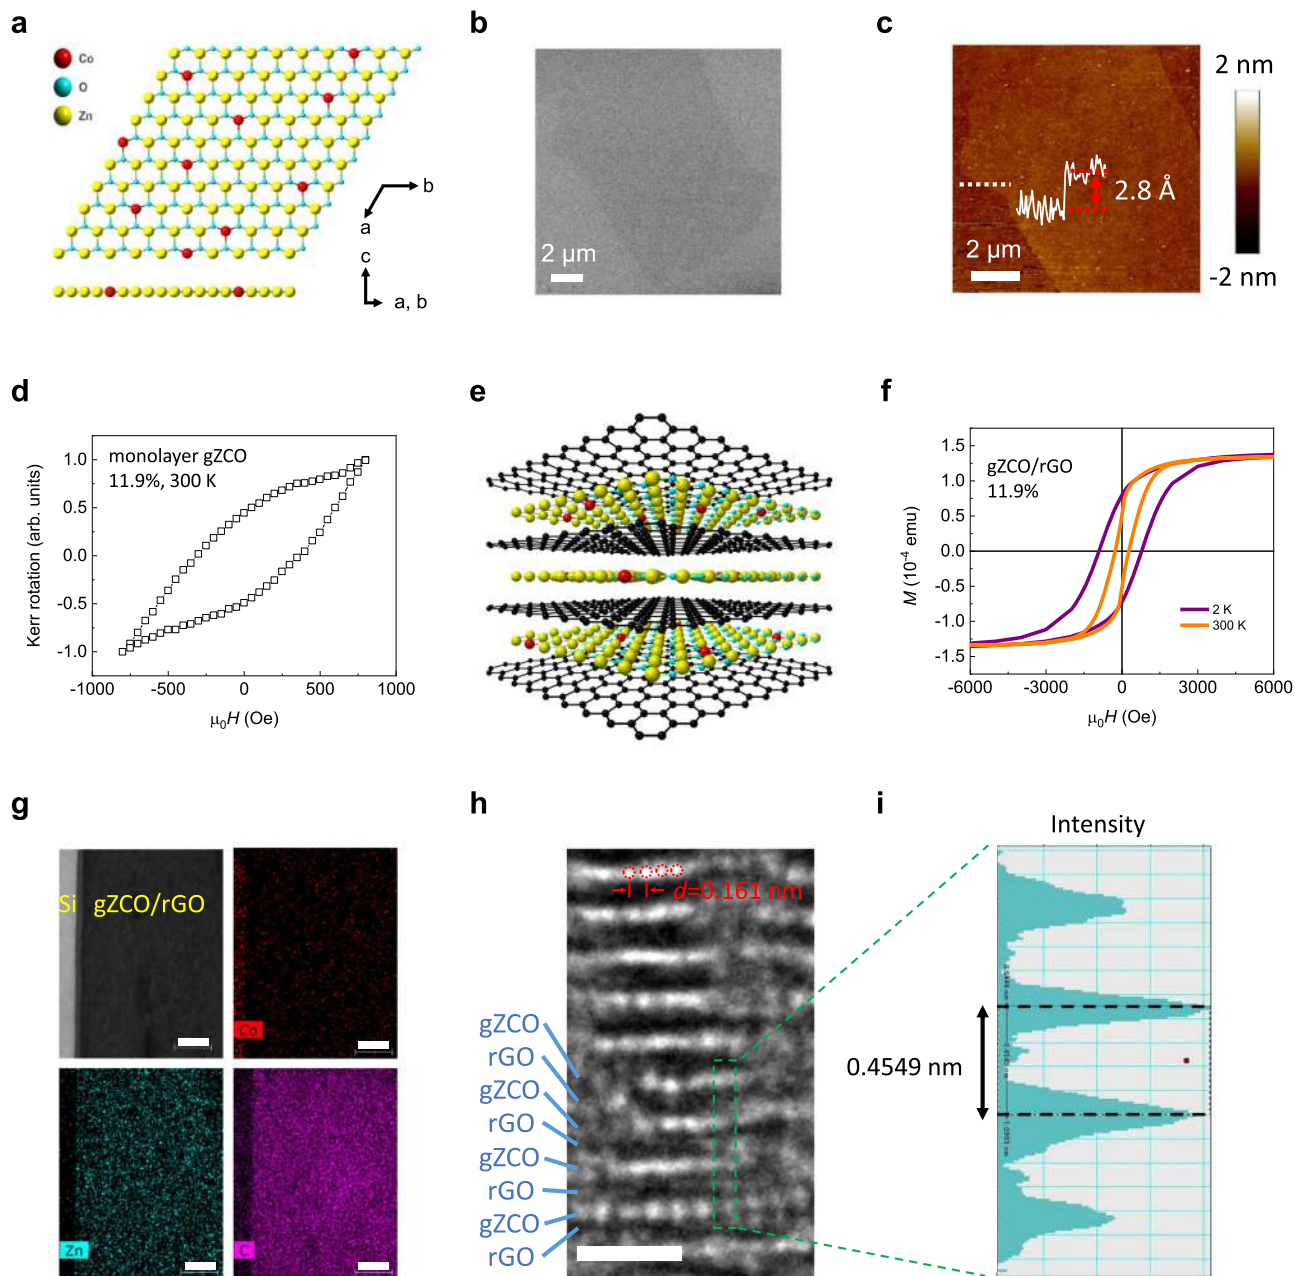 a
Co
O
Zn
b
a
c
a, b
b
2 µm
c
2.8 Å
2 µm
2 nm
-2 nm
d
monolayer gZCO
11.9%, 300 K
Kerr rotation (arb. units)
1.0
0.5
0.0
-0.5
-1.0
-1000
-500
0
500
1000
µ0H (Oe)
e
f
gZCO/rGO
11.9%
M (10⁻⁴ emu)
1.5
1.0
0.5
0.0
-0.5
-1.0
-1.5
2 K
300 K
-6000
-3000
0
3000
6000
µ0H (Oe)
g
Si gZCO/rGO
Co
Zn
C
h
d=0.161 nm
gZCO
rGO
gZCO
rGO
gZCO
rGO
gZCO
rGO
i
Intensity
0.4549 nm